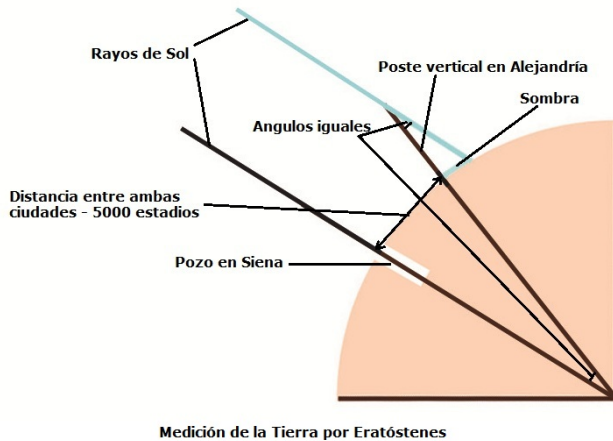 Rayos de Sol
Poste vertical en Alejandría
Sombra
Angulos iguales
Distancia entre ambas
ciudades - 5000 estadios
Pozo en Siena
Medición de la Tierra por Eratóstenes